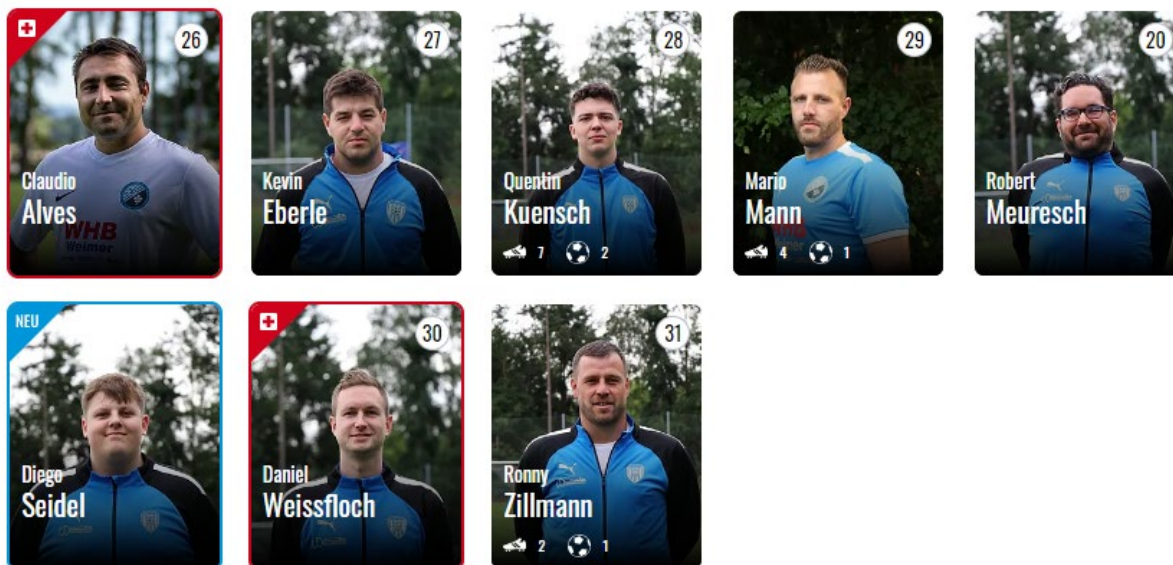 26
Claudio
Alves
WHB
Weimer
27
Kevin
Eberle
28
Quentin
Kuensch
7 2
29
Mario
Mann
4 1
20
Robert
Meuresch
NEU
Diego
Seidel
30
Daniel
Weissfloch
31
Ronny
Zillmann
2 1